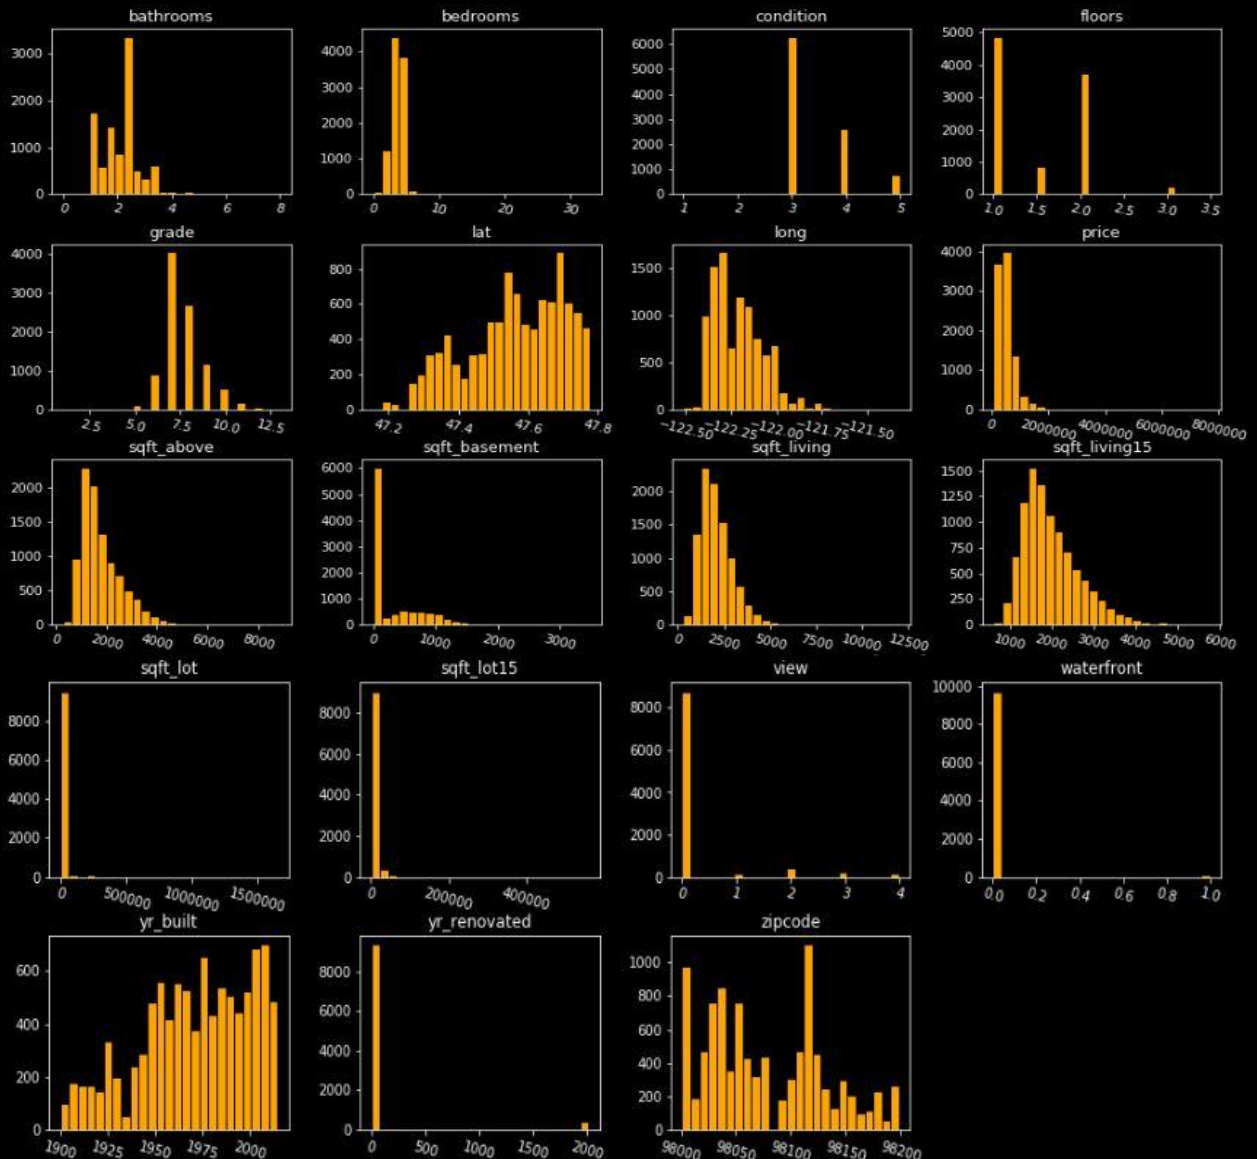 bathrooms bedrooms condition floors
3000 2000 1000 0
0 2 4 6 8
4000 3000 2000 1000 0
0 10 20 30
6000 5000 4000 3000 2000 1000 0
1 2 3 4 5
5000 4000 3000 2000 1000 0
1.0 1.5 2.0 2.5 3.0 3.5
grade lat long price
4000 3000 2000 1000 0
2.5 5.0 7.5 10.0 12.5
800 600 400 200 0
47.2 47.4 47.6 47.8
1500 1000 500 0
−122.50 −122.25 −122.00 −121.75 −121.50
4000 3000 2000 1000 0
0 2000000 4000000 6000000 8000000
sqft_above sqft_basement sqft_living sqft_living15
2000 1500 1000 500 0
0 2000 4000 6000 8000
6000 5000 4000 3000 2000 1000 0
0 1000 2000 3000
2000 1500 1000 500 0
0 2500 5000 7500 10000 12500
1500 1250 1000 750 500 250 0
1000 2000 3000 4000 5000 6000
sqft_lot sqft_lot15 view waterfront
8000 6000 4000 2000 0
0 500000 1000000 1500000
8000 6000 4000 2000 0
0 200000 400000
8000 6000 4000 2000 0
0 1 2 3 4
10000 8000 6000 4000 2000 0
0.0 0.2 0.4 0.6 0.8 1.0
yr_built yr_renovated zipcode
600 400 200 0
1900 1925 1950 1975 2000
8000 6000 4000 2000 0
0 500 1000 1500 2000
1000 800 600 400 200 0
98000 98050 98100 98150 98200